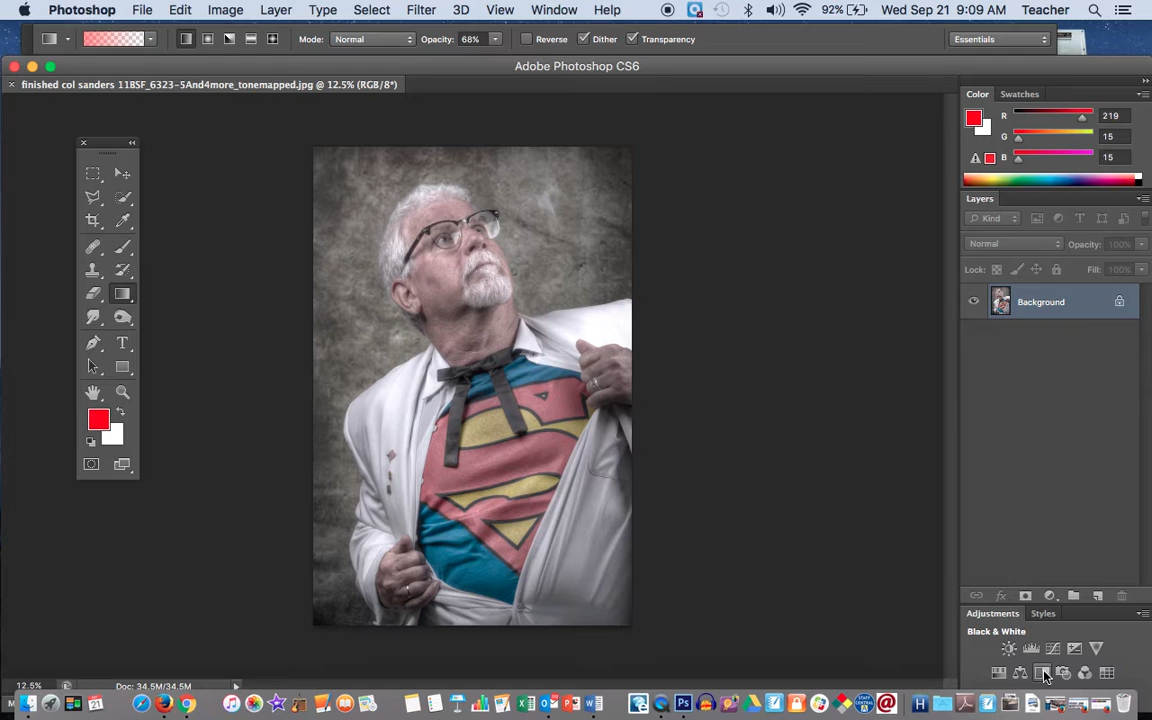 Photoshop File Edit Image Layer Type Select Filter 3D View Window Help 92% Wed Sep 21 9:09 AM Teacher
Mode: Normal Opacity: 68% Reverse Dither Transparency Essentials
Adobe Photoshop CS6
finished col sanders 11BSF_6323-5And4more_tonemapped.jpg @ 12.5% (RGB/8*)
Color Swatches
R 219
G 15
B 15
Layers
Kind
Normal Opacity: 100%
Lock: Fill: 100%
Background
Adjustments Styles
Black & White
12.5% Doc: 34.5M/34.5M